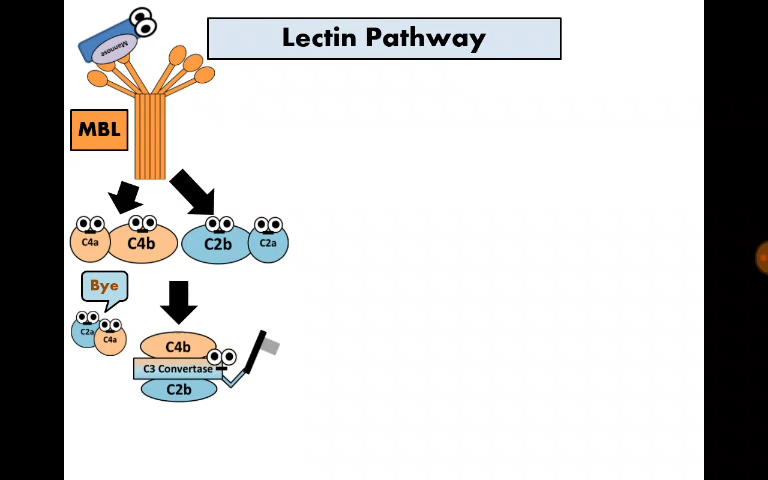 Lectin Pathway
Mannose
MBL
C4a
C4b
C2b
C2a
Bye
C2a
C4a
C4b
C3 Convertase
C2b